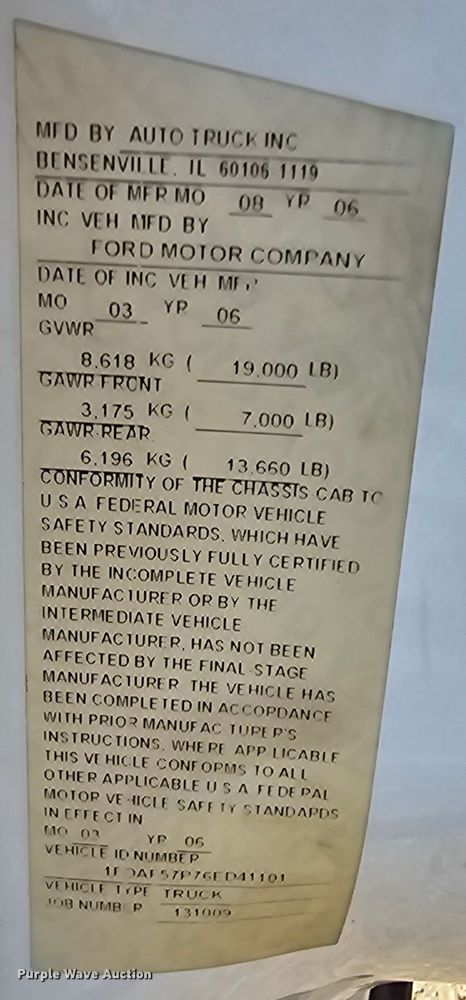 MFD BY AUTO TRUCK INC
BENSENVILLE, IL 60106 1119
DATE OF MFR MO 08 YR 06
INC VEH MFD BY
FORD MOTOR COMPANY
DATE OF INC VEH MFR
MO 03 YR 06
GVWR
8,618 KG ( 19,000 LB)
GAWR FRONT
3,175 KG ( 7,000 LB)
GAWR REAR
6,196 KG ( 13,660 LB)
CONFORMITY OF THE CHASSIS CAB TO
U S A FEDERAL MOTOR VEHICLE
SAFETY STANDARDS, WHICH HAVE
BEEN PREVIOUSLY FULLY CERTIFIED
BY THE INCOMPLETE VEHICLE
MANUFACTURER OR BY THE
INTERMEDIATE VEHICLE
MANUFACTURER, HAS NOT BEEN
AFFECTED BY THE FINAL-STAGE
MANUFACTURER THE VEHICLE HAS
BEEN COMPLETED IN ACCORDANCE
WITH PRIOR MANUFACTURER'S
INSTRUCTIONS, WHERE APPLICABLE
THIS VEHICLE CONFORMS TO ALL
OTHER APPLICABLE U S A FEDERAL
MOTOR VEHICLE SAFETY STANDARDS
IN EFFECT IN
MO 03 YR 06
VEHICLE ID NUMBER
VEHICLE TYPE TRUCK
JOB NUMBER 131009
Purple Wave Auction